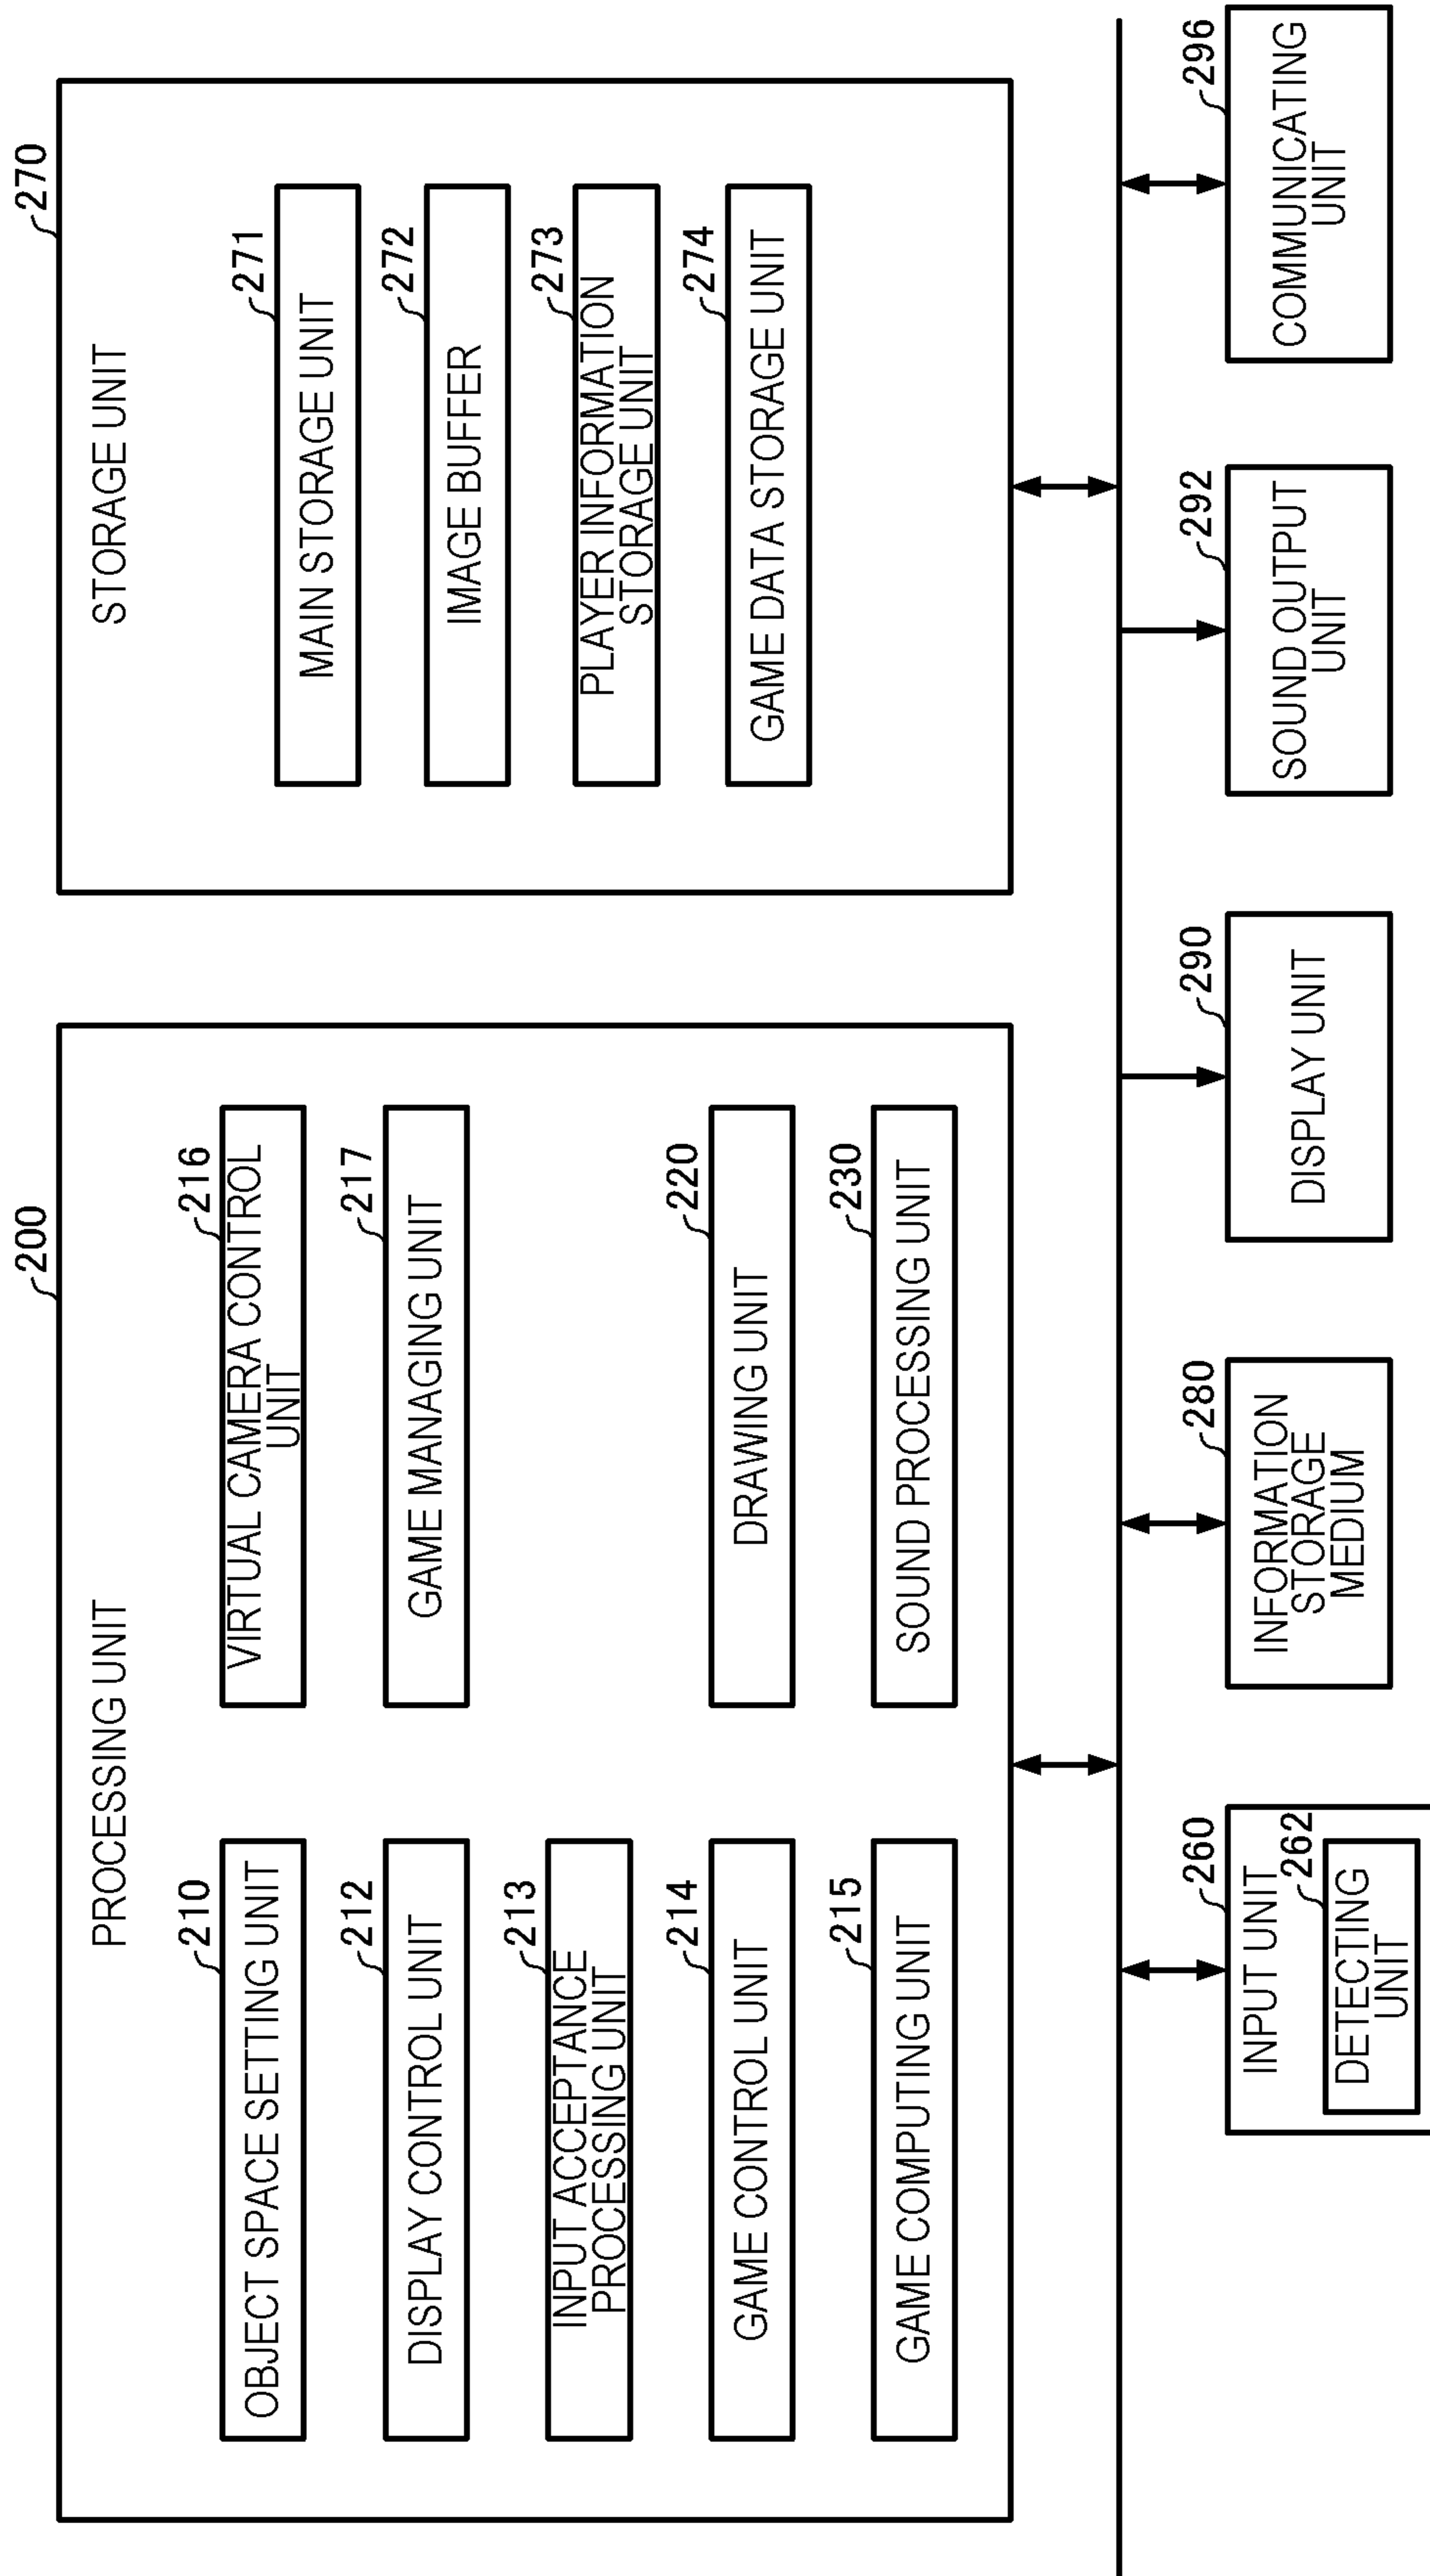 200
PROCESSING UNIT
210
OBJECT SPACE SETTING UNIT
212
DISPLAY CONTROL UNIT
213
INPUT ACCEPTANCE
PROCESSING UNIT
214
GAME CONTROL UNIT
215
GAME COMPUTING UNIT
216
VIRTUAL CAMERA CONTROL
UNIT
217
GAME MANAGING UNIT
220
DRAWING UNIT
230
SOUND PROCESSING UNIT
270
STORAGE UNIT
271
MAIN STORAGE UNIT
272
IMAGE BUFFER
273
PLAYER INFORMATION
STORAGE UNIT
274
GAME DATA STORAGE UNIT
260
INPUT UNIT
262
DETECTING
UNIT
280
INFORMATION
STORAGE
MEDIUM
290
DISPLAY UNIT
292
SOUND OUTPUT
UNIT
296
COMMUNICATING
UNIT